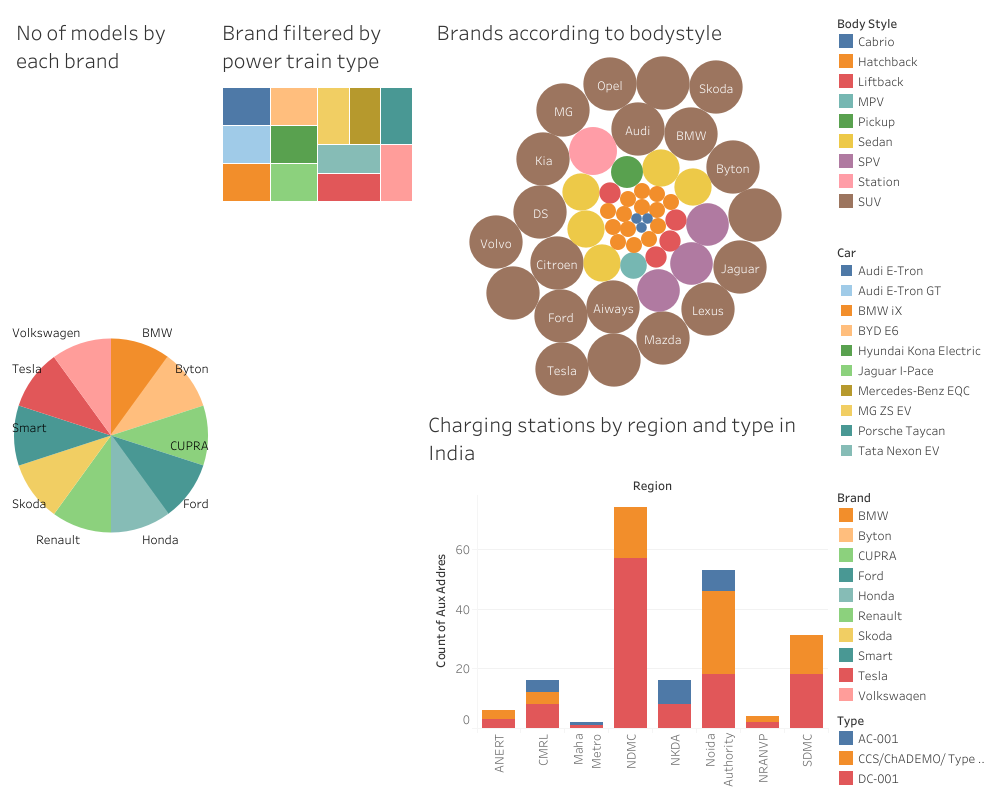 No of models by
each brand
Brand filtered by
power train type
Brands according to bodystyle
Opel
Skoda
MG
Audi
BMW
Kia
Byton
DS
Volvo
Citroen
Jaguar
Ford
Aiways
Lexus
Mazda
Tesla
Volkswagen
BMW
Tesla
Byton
Smart
CUPRA
Skoda
Ford
Renault
Honda
Charging stations by region and type in
India
Region
Count of Aux Addres
60
40
20
0
ANERT
CMRL
Maha
Metro
NDMC
NKDA
Noida
Authority
NRANVP
SDMC
Body Style
Cabrio
Hatchback
Liftback
MPV
Pickup
Sedan
SPV
Station
SUV
Car
Audi E-Tron
Audi E-Tron GT
BMW iX
BYD E6
Hyundai Kona Electric
Jaguar I-Pace
Mercedes-Benz EQC
MG ZS EV
Porsche Taycan
Tata Nexon EV
Brand
BMW
Byton
CUPRA
Ford
Honda
Renault
Skoda
Smart
Tesla
Volkswagen
Type
AC-001
CCS/ChADEMO/ Type ..
DC-001